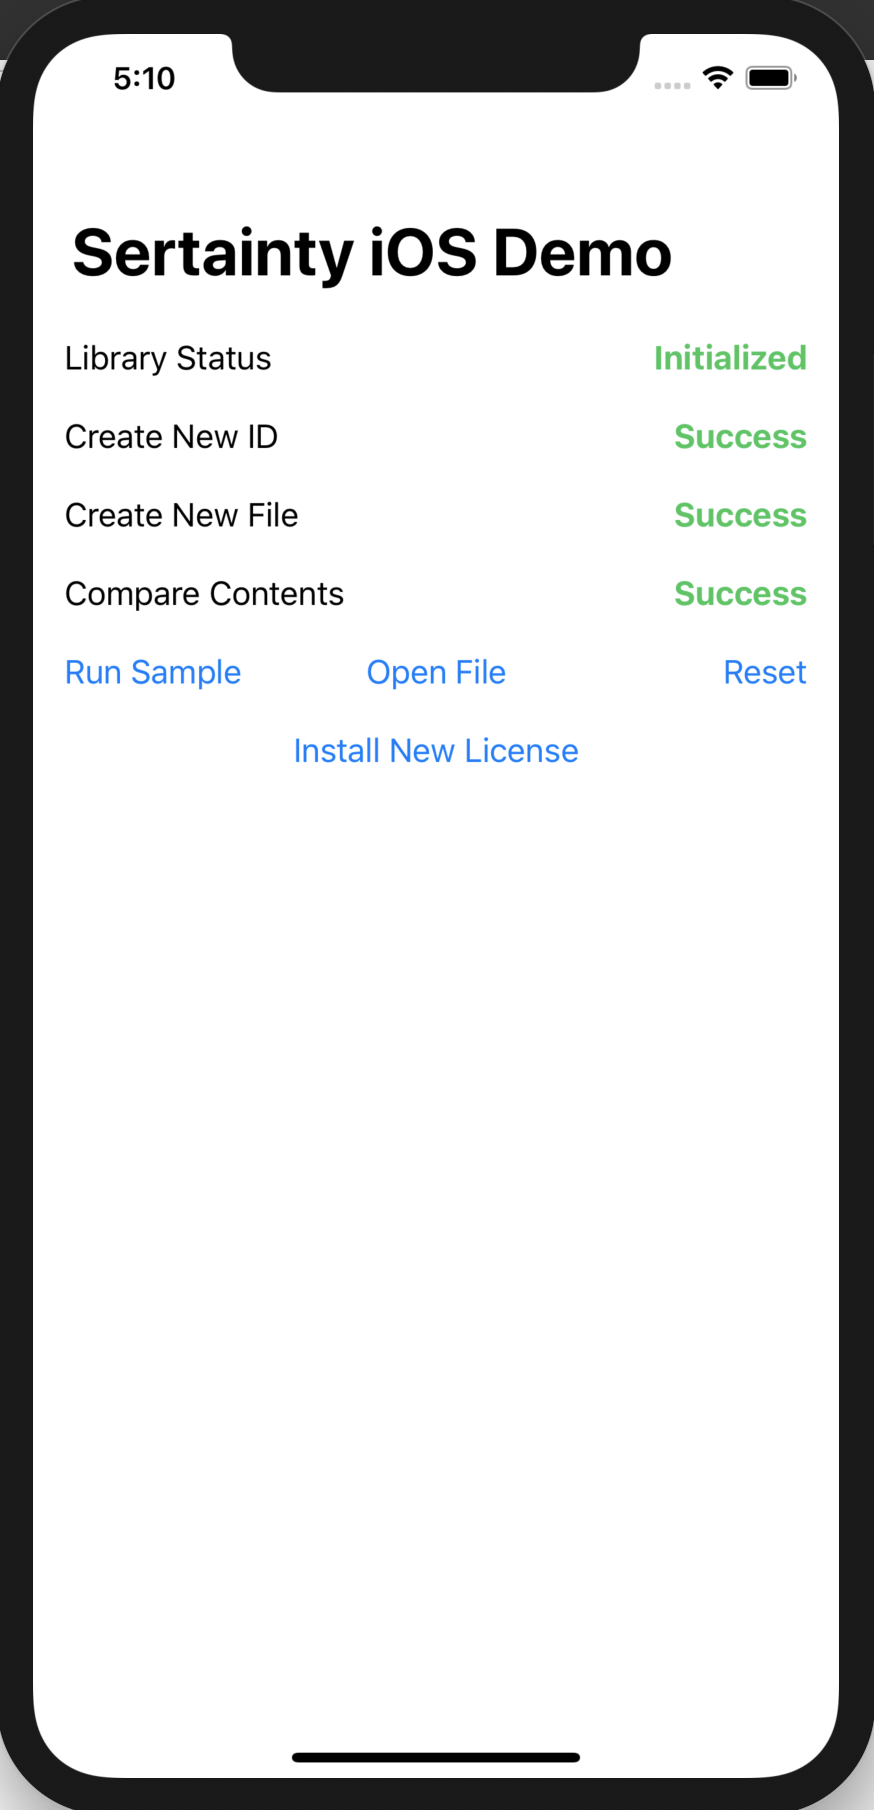 5:10
Sertainty iOS Demo
Library Status Initialized
Create New ID Success
Create New File Success
Compare Contents Success
Run Sample Open File Reset
Install New License